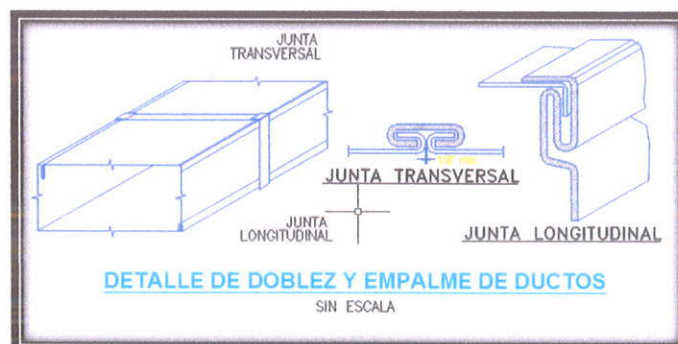 JUNTA
TRANSVERSAL
JUNTA TRANSVERSAL
JUNTA
LONGITUDINAL
JUNTA LONGITUDINAL
DETALLE DE DOBLEZ Y EMPALME DE DUCTOS
SIN ESCALA